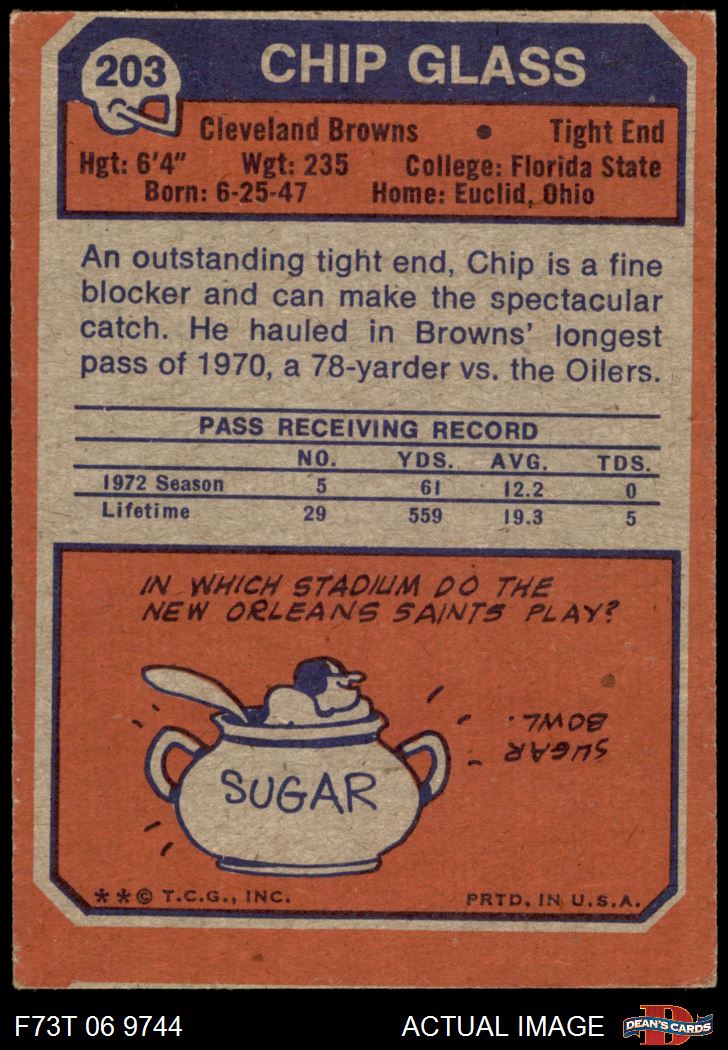 203
CHIP GLASS
Cleveland Browns • Tight End
Hgt: 6'4" Wgt: 235 College: Florida State
Born: 6-25-47 Home: Euclid, Ohio
An outstanding tight end, Chip is a fine
blocker and can make the spectacular
catch. He hauled in Browns' longest
pass of 1970, a 78-yarder vs. the Oilers.
PASS RECEIVING RECORD
NO. YDS. AVG. TDS.
1972 Season 5 61 12.2 0
Lifetime 29 559 19.3 5
IN WHICH STADIUM DO THE
NEW ORLEANS SAINTS PLAY?
SUGAR
BOWL.
SUGAR
**© T.C.G., INC. PRTD. IN U.S.A.
F73T 06 9744 ACTUAL IMAGE
D
DEAN'S CARDS